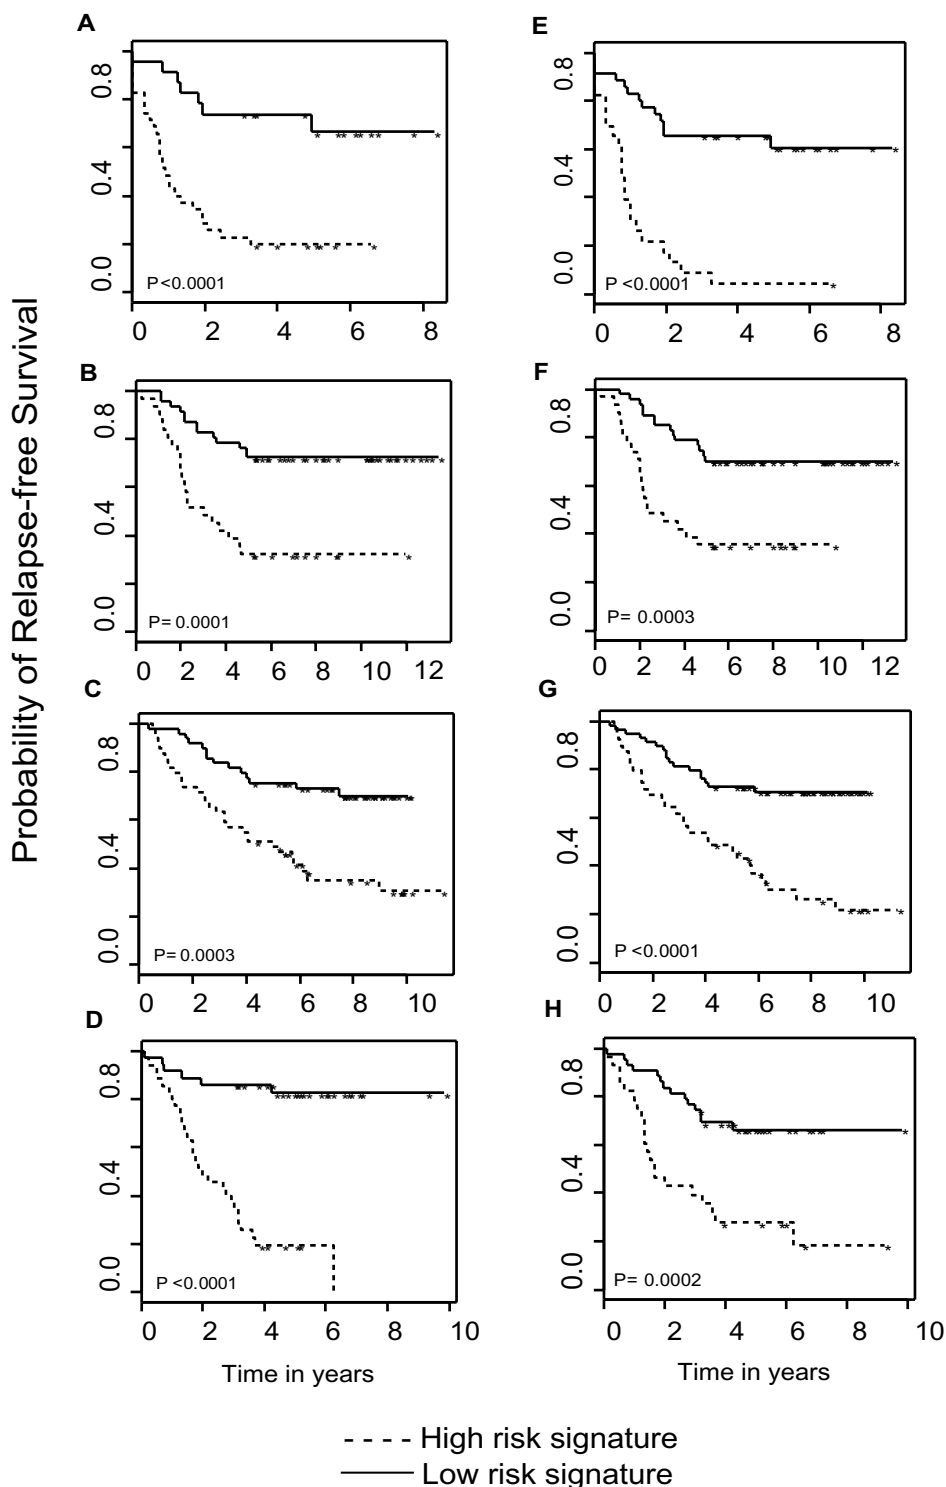 Probability of Relapse-free Survival
A
0.8
0.4
0.0
P <0.0001
0 2 4 6 8
E
0.8
0.4
0.0
P <0.0001
0 2 4 6 8
B
0.8
0.4
0.0
P= 0.0001
0 2 4 6 8 10 12
F
0.8
0.4
0.0
P= 0.0003
0 2 4 6 8 10 12
C
0.8
0.4
0.0
P= 0.0003
0 2 4 6 8 10
G
0.8
0.4
0.0
P <0.0001
0 2 4 6 8 10
D
0.8
0.4
0.0
P <0.0001
0 2 4 6 8 10
Time in years
H
0.8
0.4
0.0
P= 0.0002
0 2 4 6 8 10
Time in years
High risk signature
Low risk signature